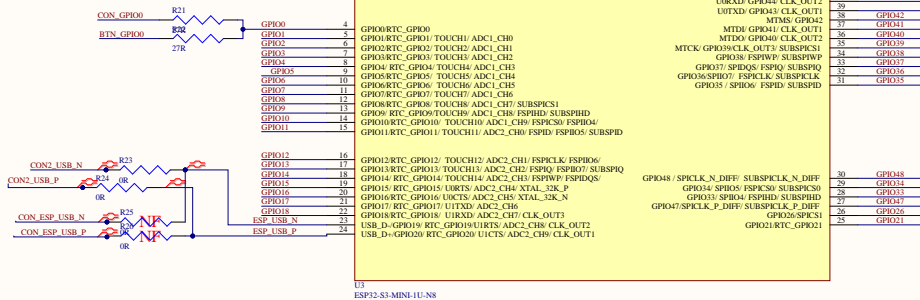 CON_GPIO0
R21
BTN_GPIO0
27R
GPIO0 4 GPIO0/RTC_GPIO0
GPIO1 5 GPIO1/RTC_GPIO1/ TOUCH1/ ADC1_CH0
GPIO2 6 GPIO2/RTC_GPIO2/ TOUCH2/ ADC1_CH1
GPIO3 7 GPIO3/RTC_GPIO3/ TOUCH3/ ADC1_CH2
GPIO4 8 GPIO4/ RTC_GPIO4/ TOUCH4/ ADC1_CH3
GPIO5 9 GPIO5/RTC_GPIO5/ TOUCH5/ ADC1_CH4
GPIO6 10 GPIO6/RTC_GPIO6/ TOUCH6/ ADC1_CH5
GPIO7 11 GPIO7/RTC_GPIO7/ TOUCH7/ ADC1_CH6
GPIO8 12 GPIO8/RTC_GPIO8/ TOUCH8/ ADC1_CH7/ SUBSPICS1
GPIO9 13 GPIO9/ RTC_GPIO9/ TOUCH9/ ADC1_CH8/ FSPIHD/ SUBSPIHD
GPIO10 14 GPIO10/RTC_GPIO10/ TOUCH10/ ADC1_CH9/ FSPICS0/ FSPIIO4/
GPIO11 15 GPIO11/RTC_GPIO11/ TOUCH11/ ADC2_CH0/ FSPID/ FSPIIO5/ SUBSPID
GPIO12 16 GPIO12/RTC_GPIO12/ TOUCH12/ ADC2_CH1/ FSPICLK/ FSPIIO6/
GPIO13 17 GPIO13/RTC_GPIO13/ TOUCH13/ ADC2_CH2/ FSPIQ/ FSPIIO7/ SUBSPIQ
GPIO14 18 GPIO14/ RTC_GPIO14/ TOUCH14/ ADC2_CH3/ FSPIWP/ FSPIDQS/
GPIO15 19 GPIO15/ RTC_GPIO15/ U0RTS/ ADC2_CH4/ XTAL_32K_P
GPIO16 20 GPIO16/RTC_GPIO16/ U0CTS/ ADC2_CH5/ XTAL_32K_N
GPIO17 21 GPIO17/ RTC_GPIO17/ U1TXD/ ADC2_CH6
GPIO18 22 GPIO18/RTC_GPIO18/ U1RXD/ ADC2_CH7/ CLK_OUT3
ESP_USB_N 23 USB_D-/GPIO19/ RTC_GPIO19/U1RTS/ ADC2_CH8/ CLK_OUT2
ESP_USB_P 24 USB_D+/GPIO20/ RTC_GPIO20/ U1CTS/ ADC2_CH9/ CLK_OUT1
CON2_USB_N R23
CON2_USB_P R24
0R
CON_ESP_USB_N R25
NF
CON_ESP_USB_P
NF
0R
U0RXD/ GPIO44/ CLK_OUT2
U0TXD/ GPIO43/ CLK_OUT1 39
MTMS/ GPIO42 38 GPIO42
MTDI/ GPIO41/ CLK_OUT1 37 GPIO41
MTDO/ GPIO40/ CLK_OUT2 36 GPIO40
MTCK/ GPIO39/CLK_OUT3/ SUBSPICS1 35 GPIO39
GPIO38/ FSPIWP/ SUBSPIWP 34 GPIO38
GPIO37/ SPIDQS/ FSPIQ/ SUBSPIQ 33 GPIO37
GPIO36/SPIIO7/ FSPICLK/ SUBSPICLK 32 GPIO36
GPIO35 / SPIIO6/ FSPID/ SUBSPID 31 GPIO35
GPIO48 / SPICLK_N_DIFF/ SUBSPICLK_N_DIFF 30 GPIO48
GPIO34/ SPIIO5/ FSPICS0/ SUBSPICS0 29 GPIO34
GPIO33/ SPIIO4/ FSPIHD/ SUBSPIHD 28 GPIO33
GPIO47/SPICLK_P_DIFF/ SUBSPICLK_P_DIFF 27 GPIO47
GPIO26/SPICS1 26 GPIO26
GPIO21/RTC_GPIO21 25 GPIO21
U3
ESP32-S3-MINI-1U-N8